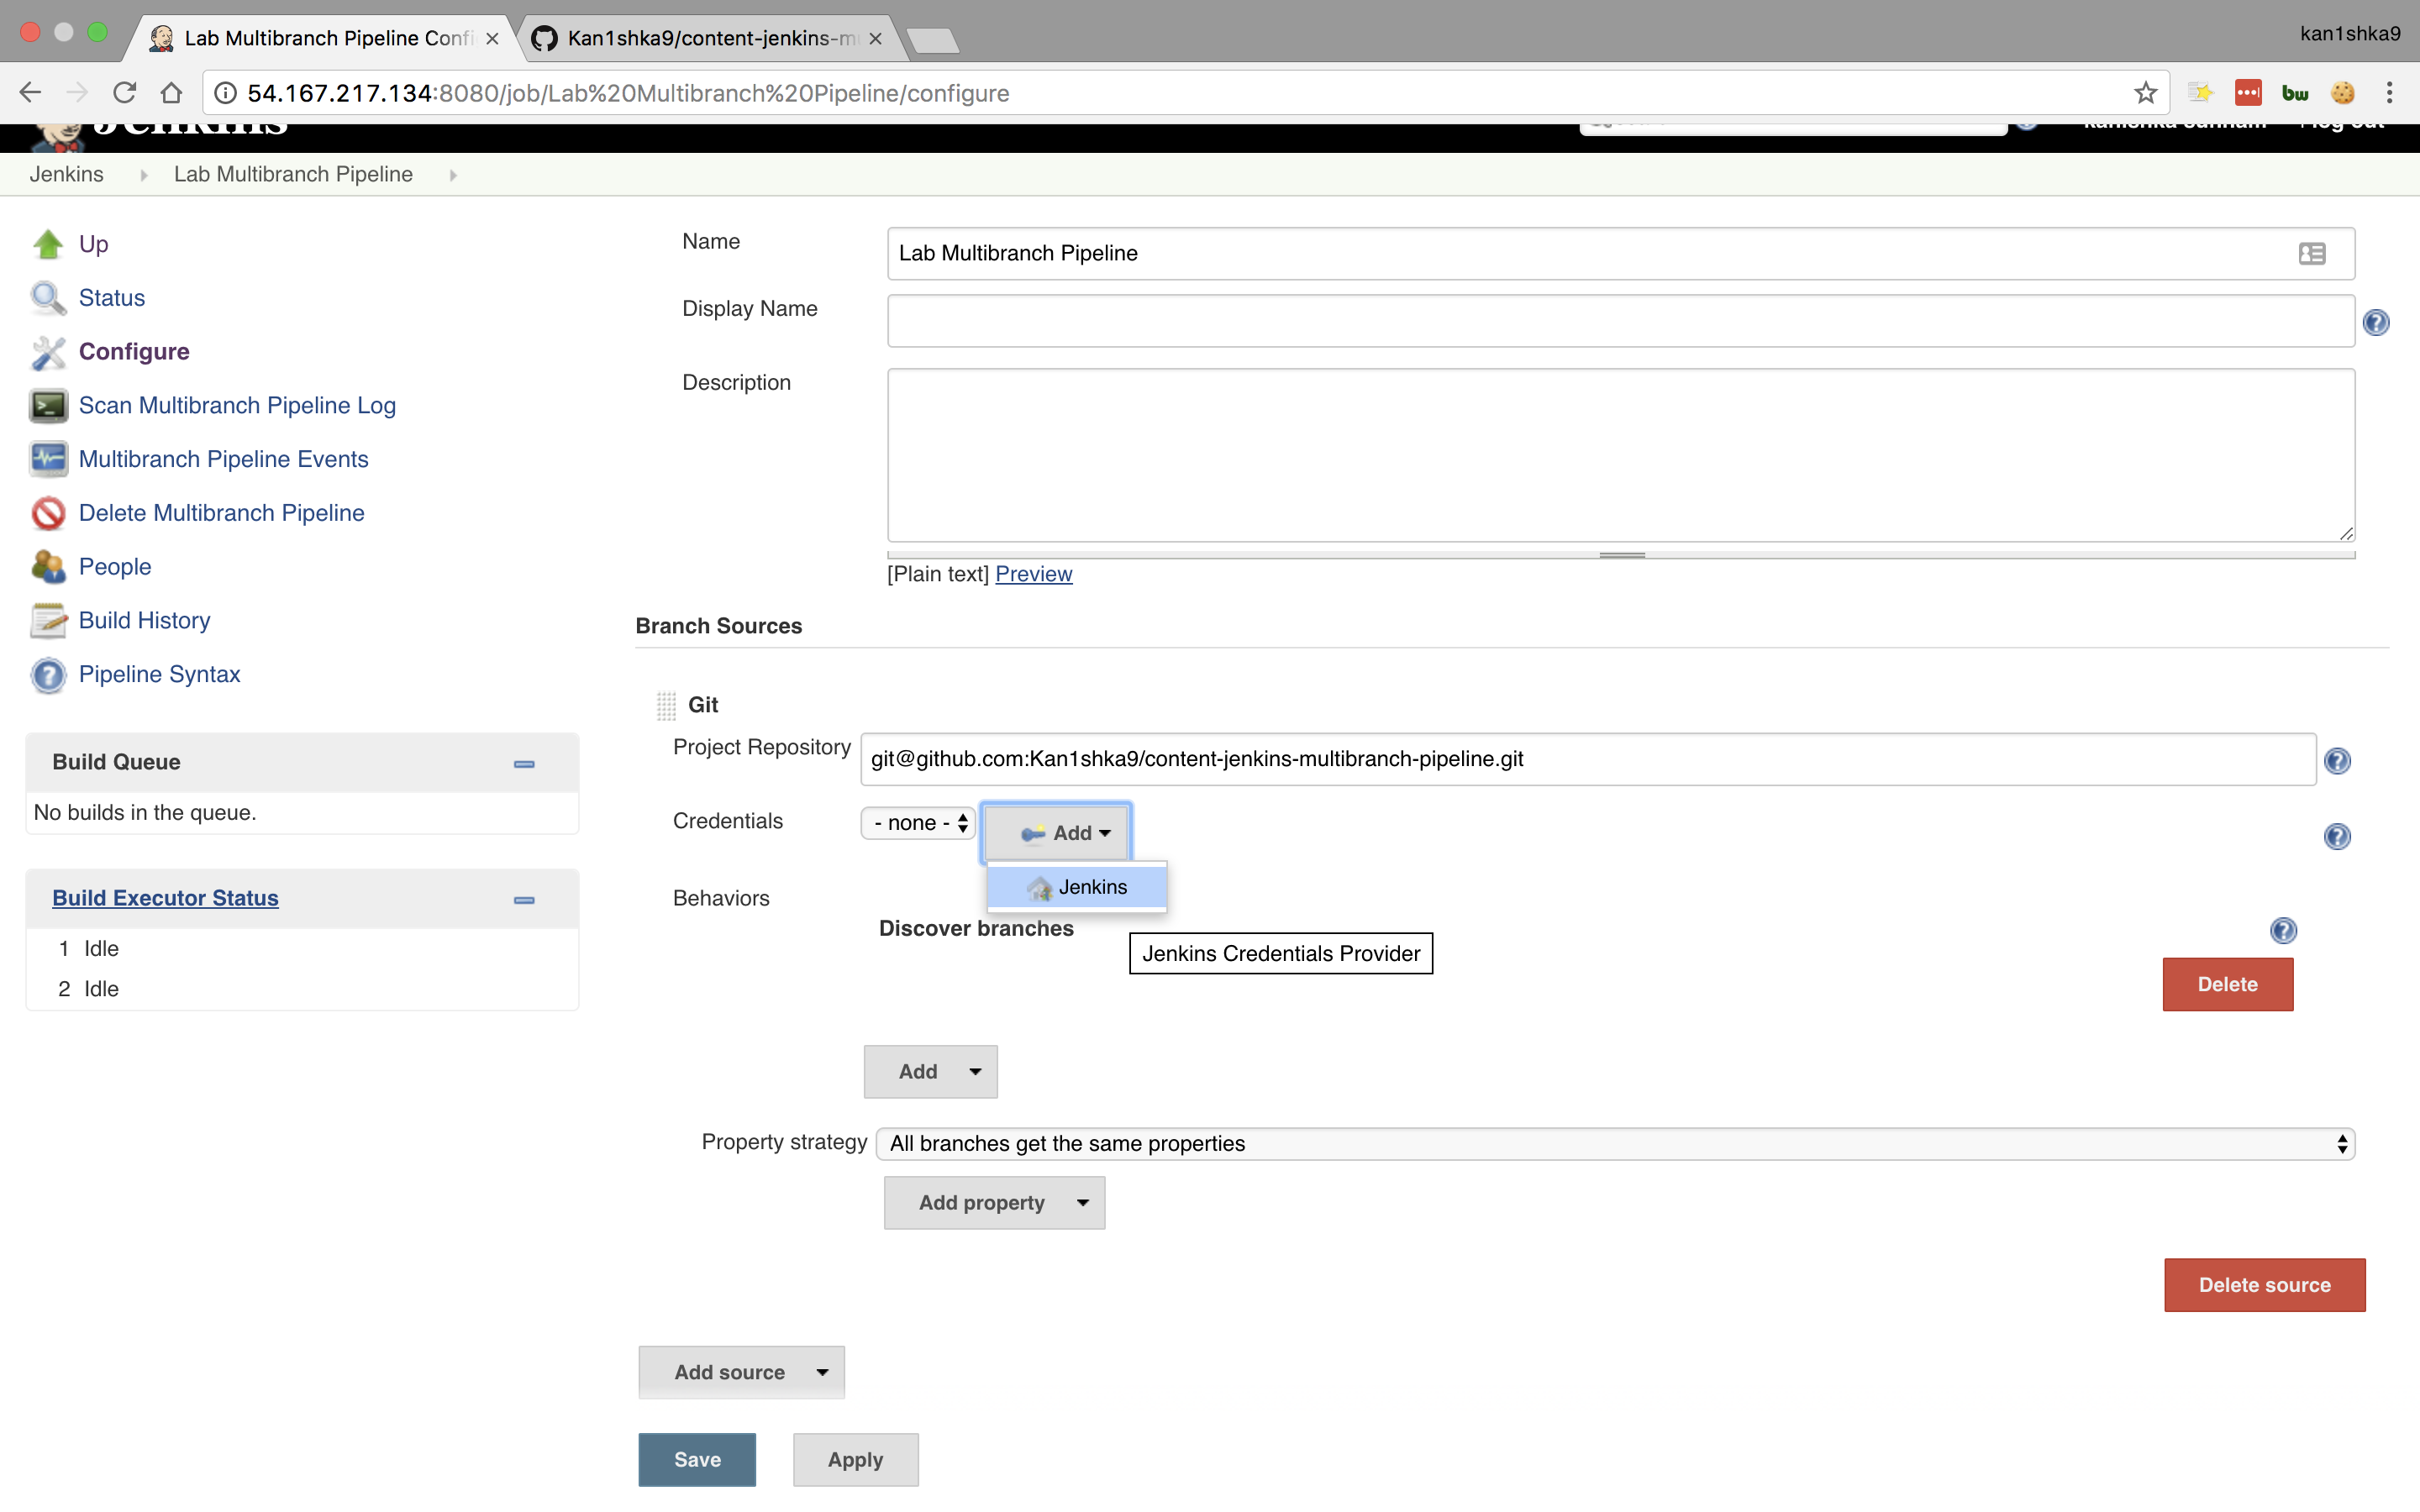 Lab Multibranch Pipeline Confi
Kan1shka9/content-jenkins-m
kan1shka9
54.167.217.134:8080/job/Lab%20Multibranch%20Pipeline/configure
bw
Jenkins
log out
Jenkins
Lab Multibranch Pipeline
Up
Status
Configure
Scan Multibranch Pipeline Log
Multibranch Pipeline Events
Delete Multibranch Pipeline
People
Build History
Pipeline Syntax
Build Queue
No builds in the queue.
Build Executor Status
1 Idle
2 Idle
Name
Lab Multibranch Pipeline
Display Name
Description
[Plain text] Preview
Branch Sources
Git
Project Repository
git@github.com:Kan1shka9/content-jenkins-multibranch-pipeline.git
Credentials
- none -
Add
Jenkins
Behaviors
Discover branches
Jenkins Credentials Provider
Delete
Add
Property strategy
All branches get the same properties
Add property
Delete source
Add source
Save
Apply